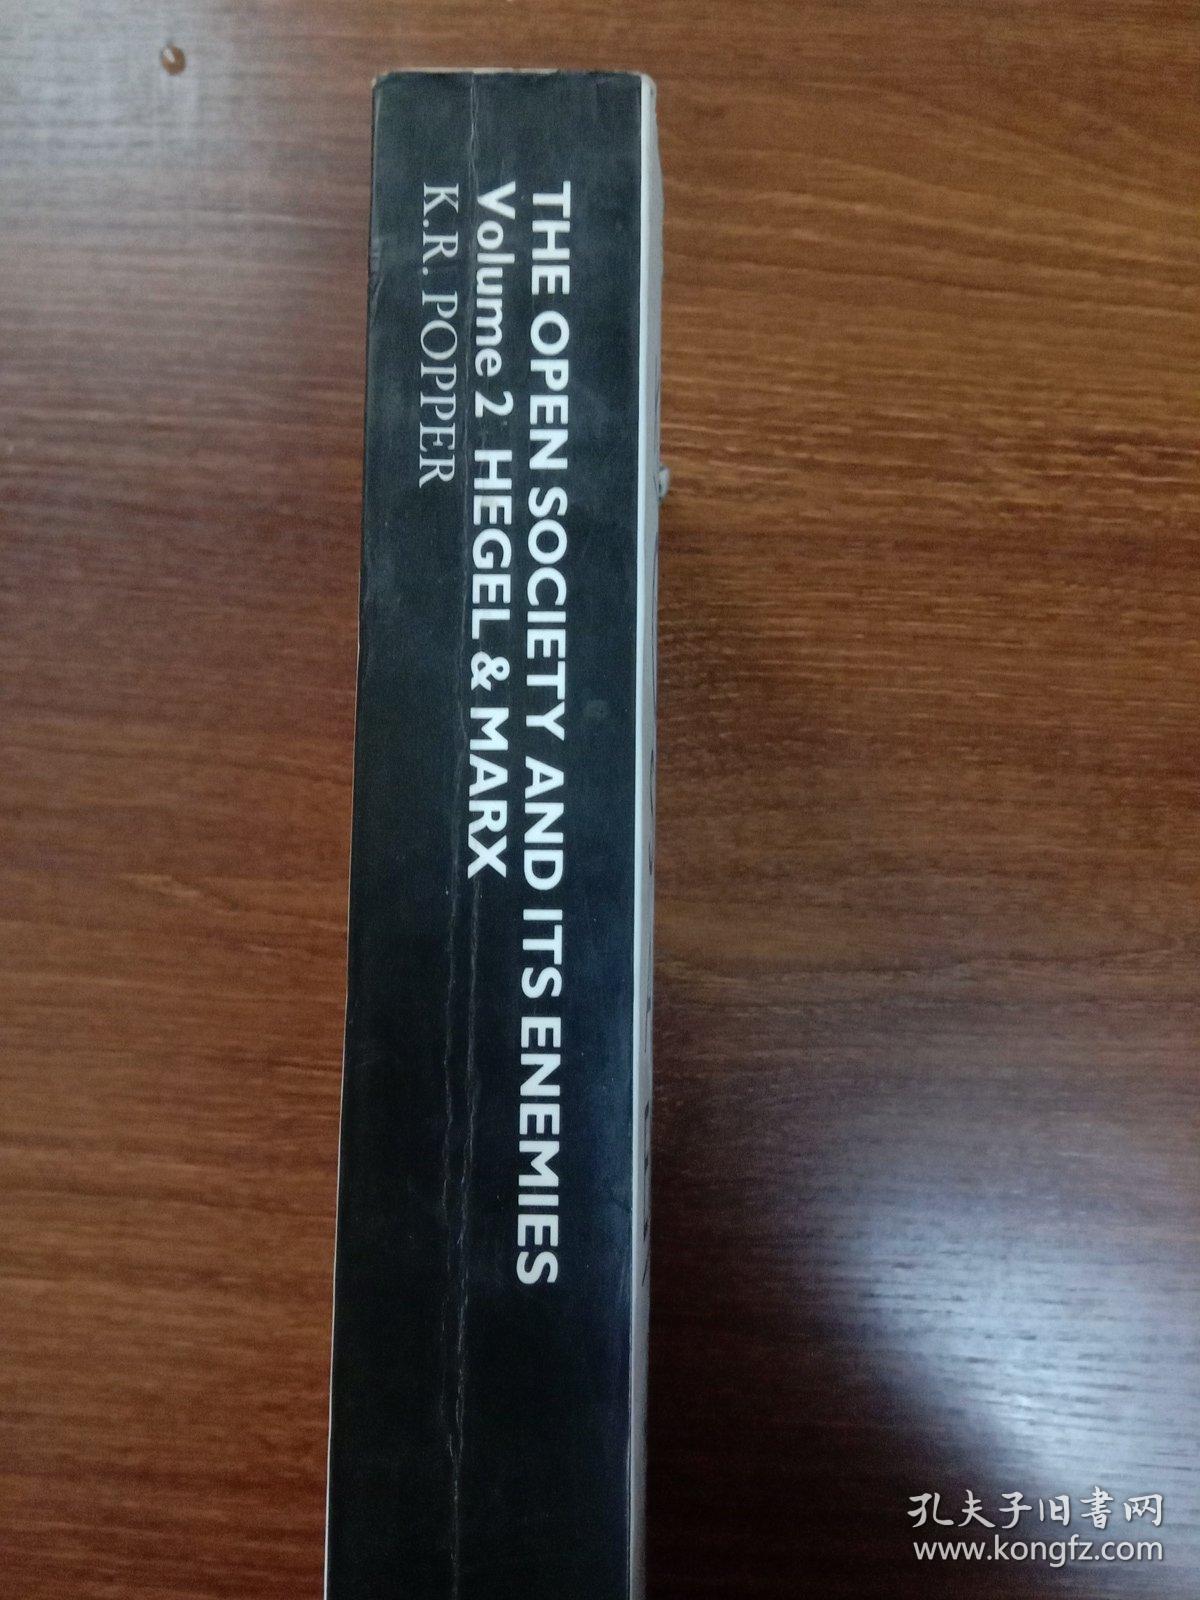 THE OPEN SOCIETY AND ITS ENEMIES
Volume 2 HEGEL & MARX
K.R. POPPER
孔夫子旧书网
www.kongfz.com